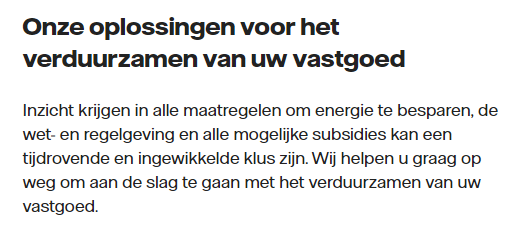 Onze oplossingen voor het
verduurzamen van uw vastgoed
Inzicht krijgen in alle maatregelen om energie te besparen, de
wet- en regelgeving en alle mogelijke subsidies kan een
tijdrovende en ingewikkelde klus zijn. Wij helpen u graag op
weg om aan de slag te gaan met het verduurzamen van uw
vastgoed.